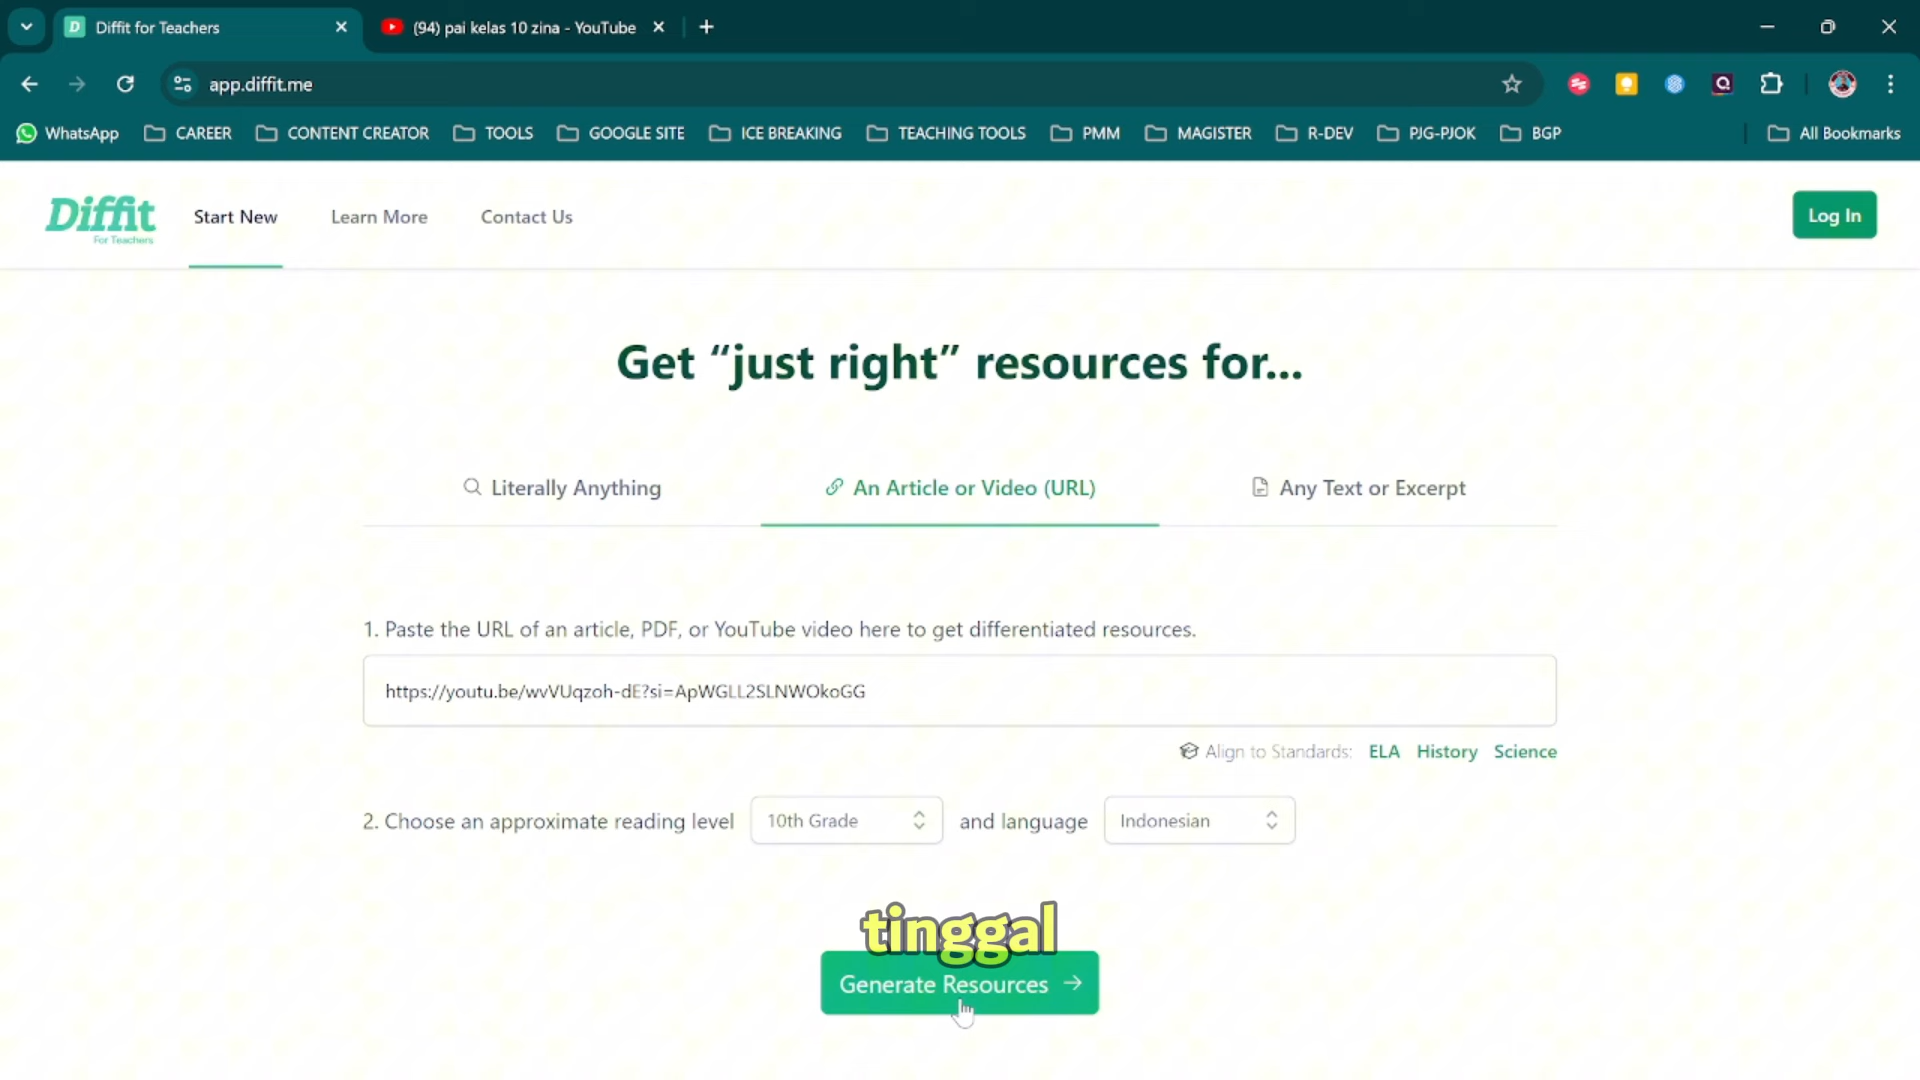 Diffit for Teachers
(94) pai kelas 10 zina - YouTube
app.diffit.me
WhatsApp CAREER CONTENT CREATOR TOOLS GOOGLE SITE ICE BREAKING TEACHING TOOLS PMM MAGISTER R-DEV PJG-PJOK BGP All Bookmarks
Diffit
For Teachers
Start New Learn More Contact Us Log In
Get “just right” resources for...
Literally Anything An Article or Video (URL) Any Text or Excerpt
1. Paste the URL of an article, PDF, or YouTube video here to get differentiated resources.
https://youtu.be/wvVUqzoh-dE?si=ApWGLL2SLNWOkoGG
Align to Standards: ELA History Science
2. Choose an approximate reading level 10th Grade and language Indonesian
tinggal
Generate Resources →